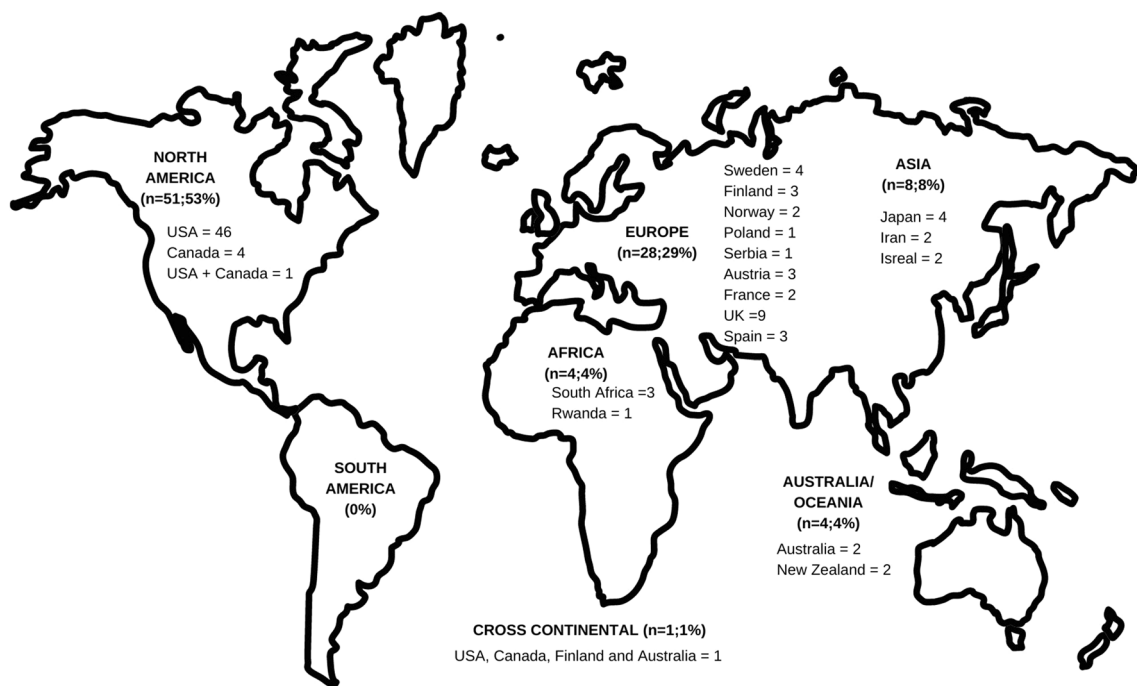 NORTH
AMERICA
(n=51;53%)
USA = 46
Canada = 4
USA + Canada = 1
EUROPE
(n=28;29%)
Sweden = 4
Finland = 3
Norway = 2
Poland = 1
Serbia = 1
Austria = 3
France = 2
UK =9
Spain = 3
ASIA
(n=8;8%)
Japan = 4
Iran = 2
Isreal = 2
AFRICA
(n=4;4%)
South Africa =3
Rwanda = 1
SOUTH
AMERICA
(0%)
AUSTRALIA/
OCEANIA
(n=4;4%)
Australia = 2
New Zealand = 2
CROSS CONTINENTAL (n=1;1%)
USA, Canada, Finland and Australia = 1